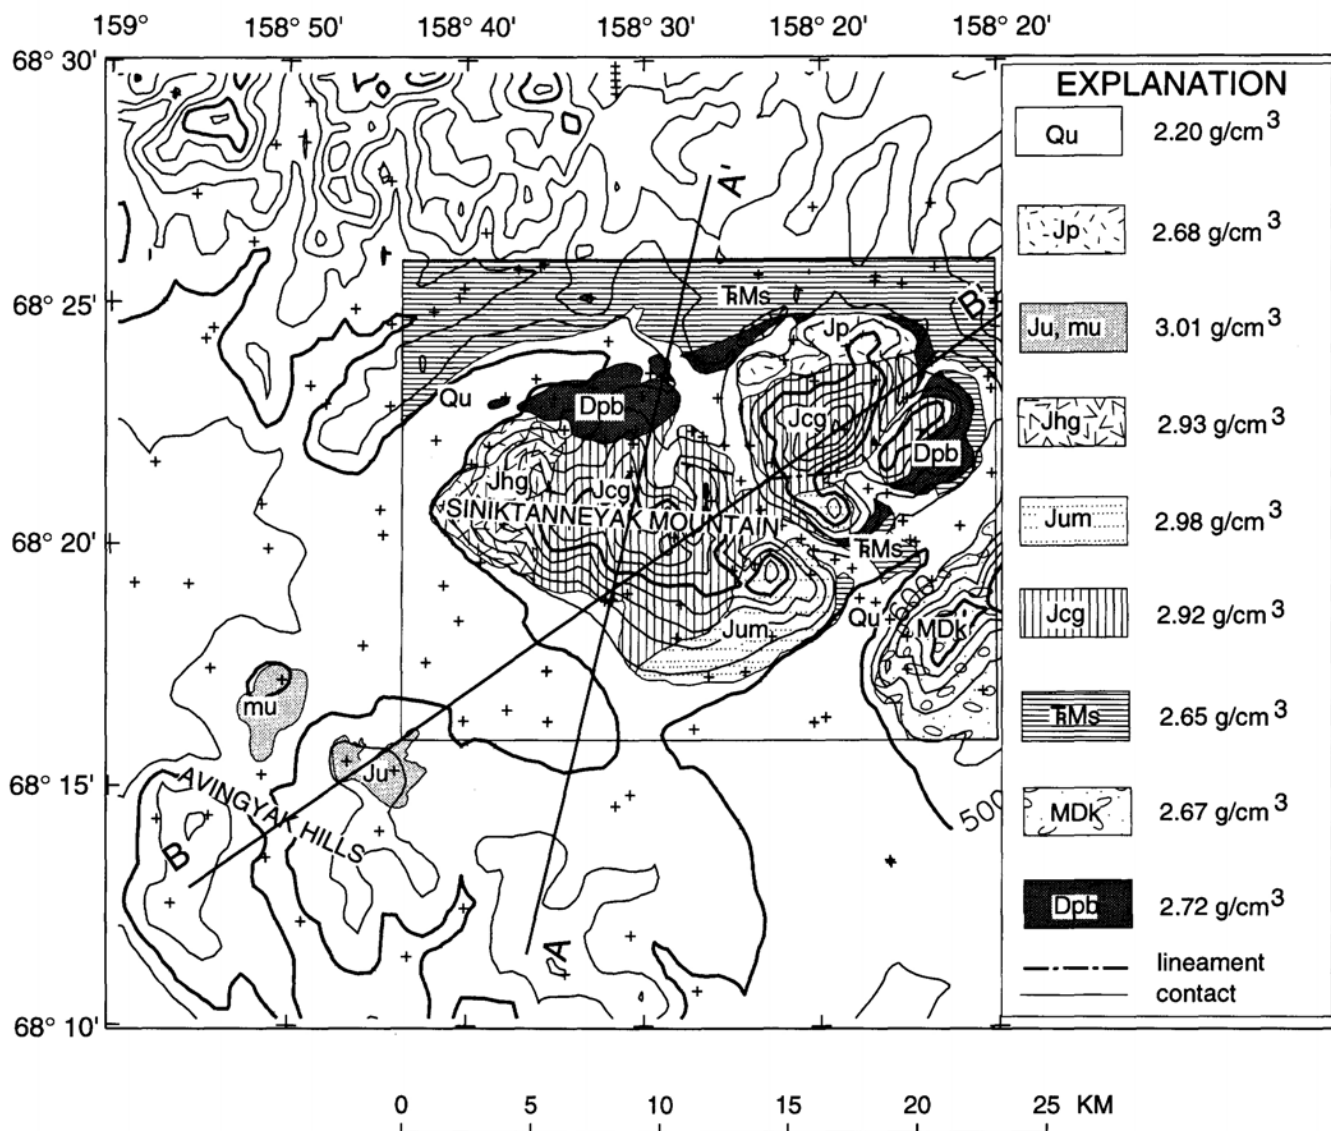 159° 158° 50' 158° 40' 158° 30' 158° 20' 158° 20'
68° 30'
EXPLANATION
Qu 2.20 g/cm3
A'
Jp 2.68 g/cm3
68° 25'
TRMs
B'
Jp
Ju, mu 3.01 g/cm3
Qu
Dpb
Jcg
Jhg 2.93 g/cm3
Dpb
Jhg
Jcg
SINIKTANNEYAK MOUNTAIN
Jum 2.98 g/cm3
68° 20'
TRMs
600
Qu
MDk
Jum
Jcg 2.92 g/cm3
mu
TRMs 2.65 g/cm3
Ju
68° 15'
AVINGYAK HILLS
500
MDk 2.67 g/cm3
B
A
Dpb 2.72 g/cm3
lineament
contact
68° 10'
0 5 10 15 20 25 KM